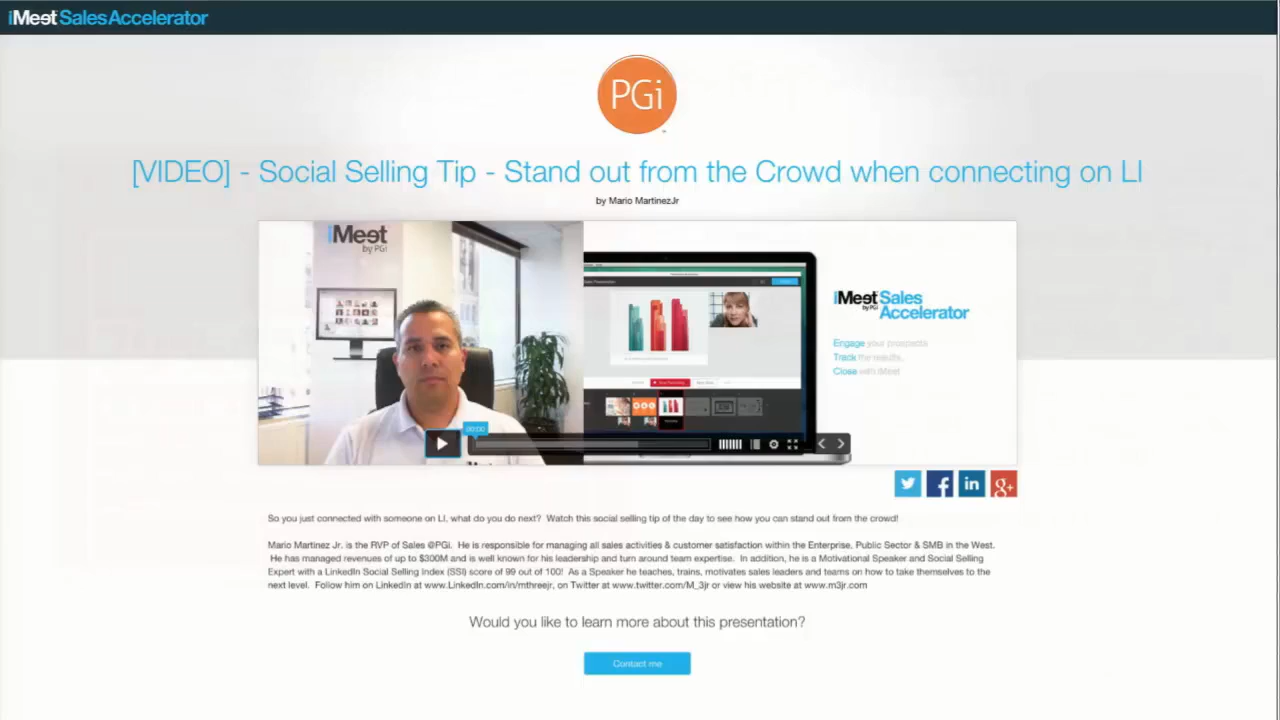 iMeet SalesAccelerator
PGi
[VIDEO] - Social Selling Tip - Stand out from the Crowd when connecting on LI
by Mario MartinezJr
iMeet
by PGi
iMeet Sales
by PGi Accelerator
Engage your prospects
Track the results,
Close with iMeet
00:00
So you just connected with someone on LI, what do you do next? Watch this social selling tip of the day to see how you can stand out from the crowd!
Mario Martinez Jr. is the RVP of Sales @PGi. He is responsible for managing all sales activities & customer satisfaction within the Enterprise, Public Sector & SMB in the West.
He has managed revenues of up to $300M and is well known for his leadership and turn around team expertise. In addition, he is a Motivational Speaker and Social Selling
Expert with a LinkedIn Social Selling Index (SSI) score of 99 out of 100! As a Speaker he teaches, trains, motivates sales leaders and teams on how to take themselves to the
next level. Follow him on LinkedIn at www.LinkedIn.com/in/mthreejr, on Twitter at www.twitter.com/M_3jr or view his website at www.m3jr.com
Would you like to learn more about this presentation?
Contact me